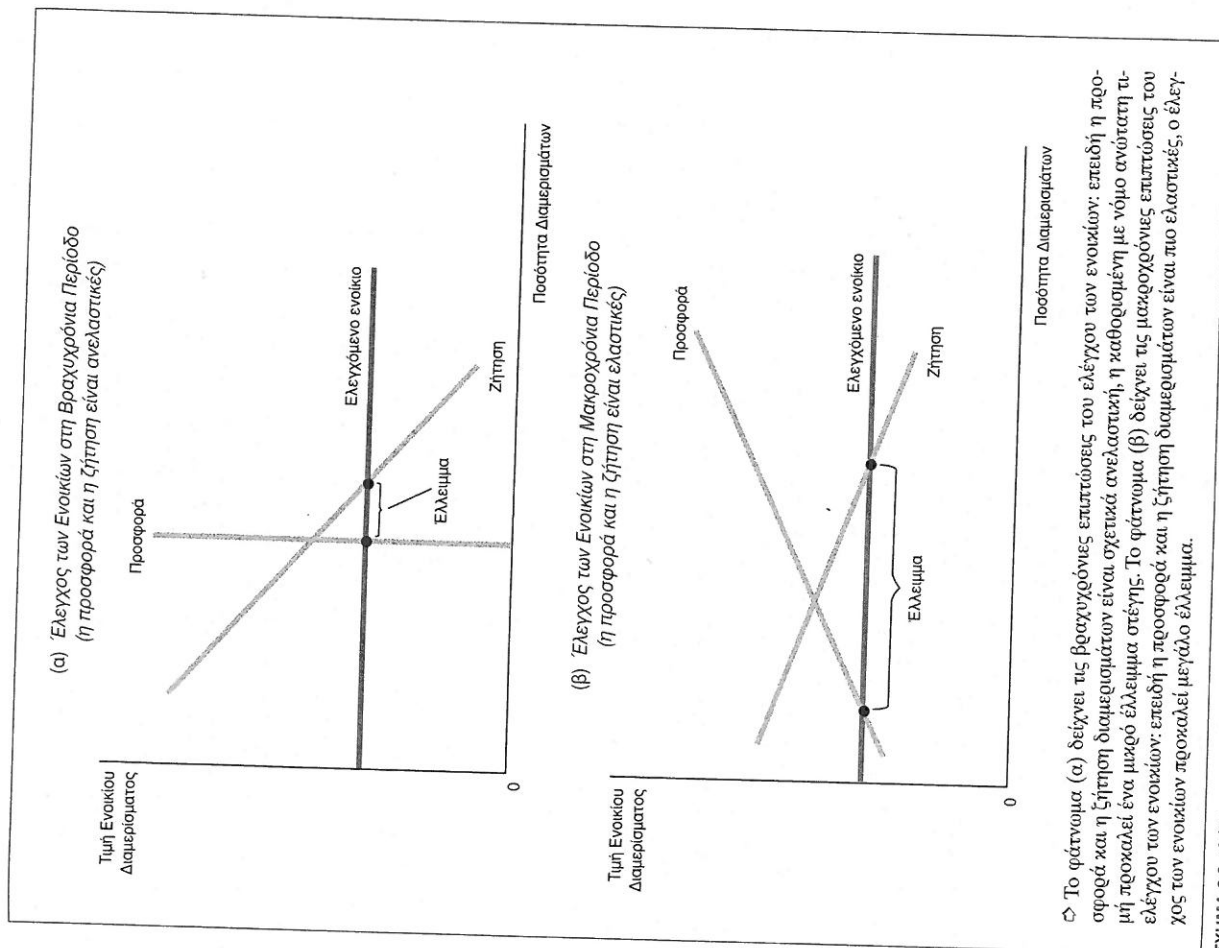 (α) Έλεγχος των Ενοικίων στη Βραχυχρόνια Περίοδο
(η προσφορά και η ζήτηση είναι ανελαστικές)
Τιμή Ενοικίου
Διαμερίσματος
Προσφορά
Ελεγχόμενο ενοίκιο
Έλλειμμα
Ζήτηση
0
Ποσότητα Διαμερισμάτων
(β) Έλεγχος των Ενοικίων στη Μακροχρόνια Περίοδο
(η προσφορά και η ζήτηση είναι ελαστικές)
Τιμή Ενοικίου
Διαμερίσματος
Προσφορά
Ελεγχόμενο ενοίκιο
Έλλειμμα
Ζήτηση
0
Ποσότητα Διαμερισμάτων
➪ Το φάτνωμα (α) δείχνει τις βραχυχρόνιες επιπτώσεις του ελέγχου των ενοικίων: επειδή η προ-
σφορά και η ζήτηση διαμερισμάτων είναι σχετικά ανελαστική, η καθορισμένη με νόμο ανώτατη τι-
μή προκαλεί ένα μικρό έλλειμμα στέγης. Το φάτνωμα (β) δείχνει τις μακροχρόνιες επιπτώσεις του
ελέγχου των ενοικίων: επειδή η προσφορά και η ζήτηση διαμερισμάτων είναι πιο ελαστικές, ο έλεγ-
χος των ενοικίων προκαλεί μεγάλο έλλειμμα.